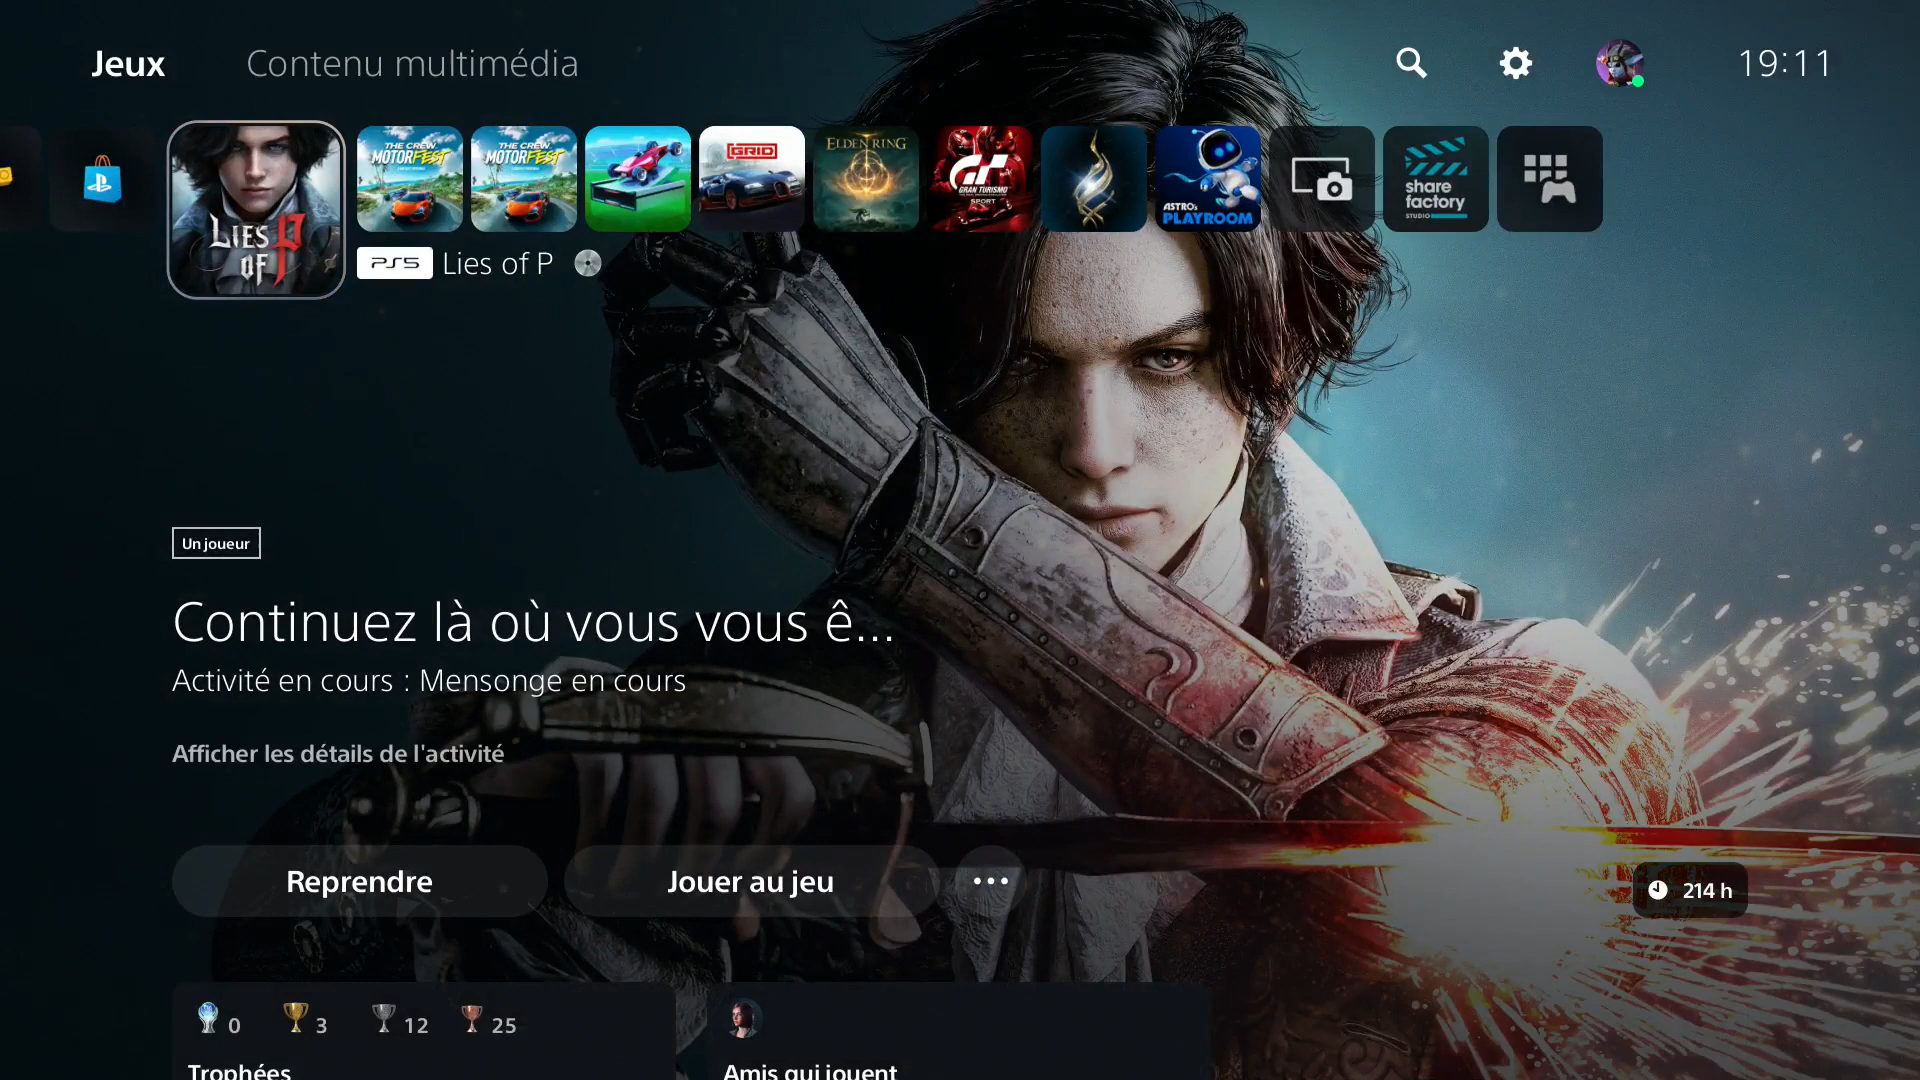 Jeux
Contenu multimédia
19:11
LIES
OF P
THE CREW
MOTORFEST
THE CREW
MOTORFEST
GRID
ELDEN RING
GT
GRAN TURISMO
SPORT
ASTRO's
PLAYROOM
share
factory
STUDIO
PS5 Lies of P
Un joueur
Continuez là où vous vous ê...
Activité en cours : Mensonge en cours
Afficher les détails de l'activité
Reprendre
Jouer au jeu
214 h
0
3
12
25
Trophées
Amis qui jouent